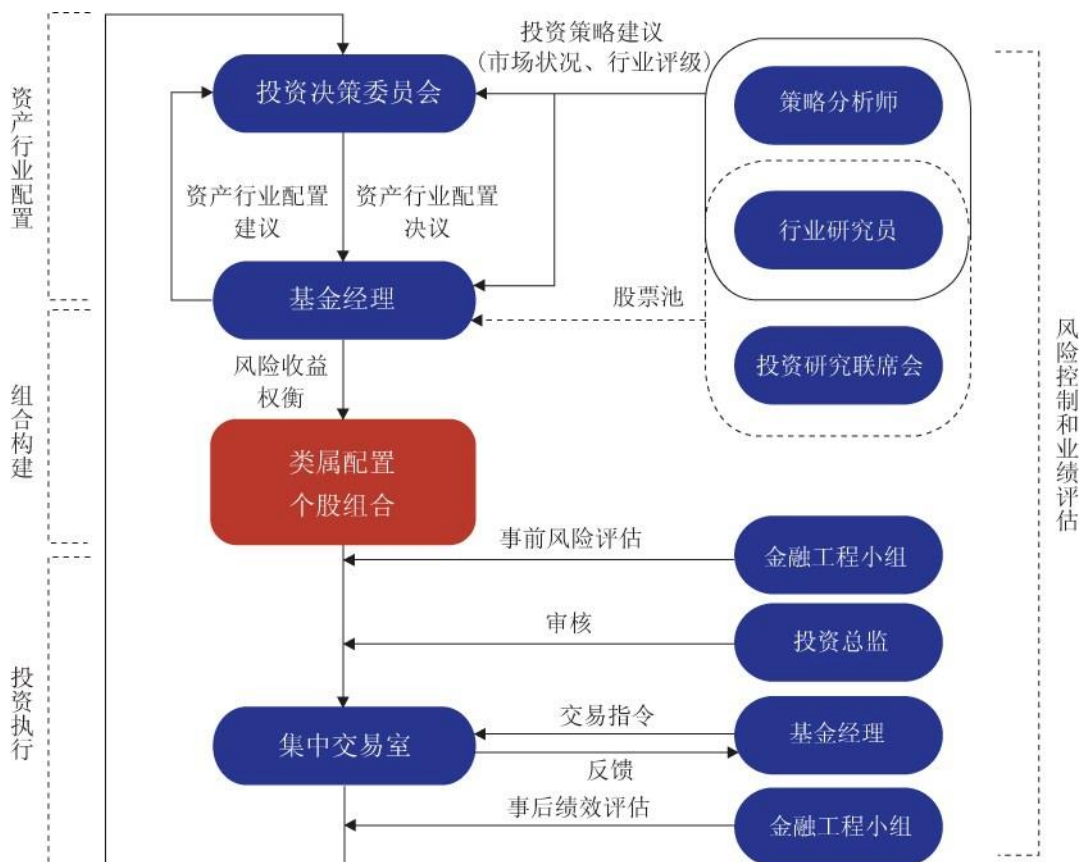 投资策略建议
(市场状况、行业评级)
投资决策委员会
策略分析师
资产行业配置
资产行业配置
建议
资产行业配置
决议
行业研究员
基金经理
股票池
投资研究联席会
风险收益
权衡
组合构建
类属配置
个股组合
风险控制和业绩评估
事前风险评估
金融工程小组
审核
投资总监
投资执行
集中交易室
交易指令
基金经理
反馈
事后绩效评估
金融工程小组